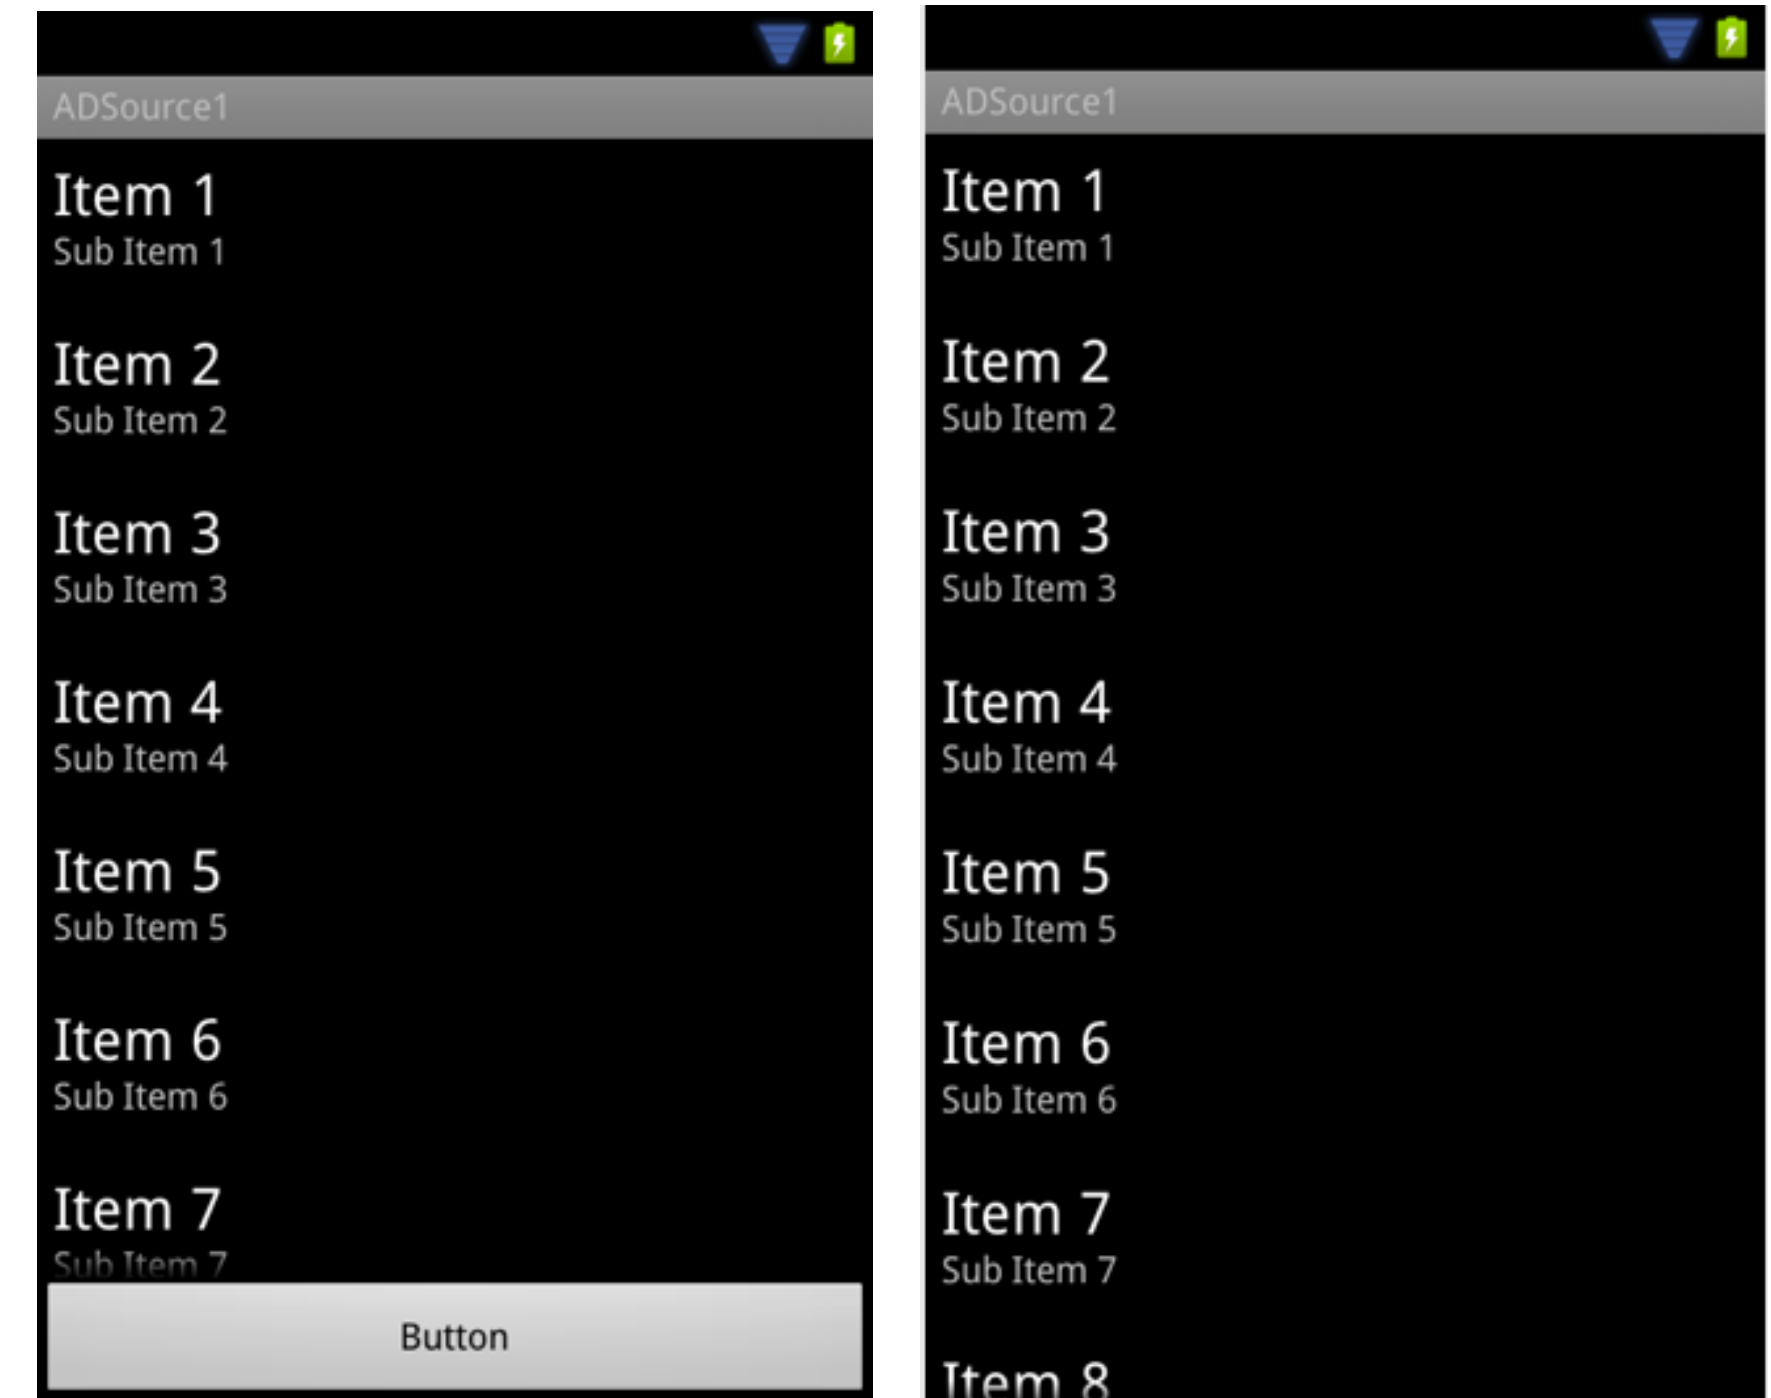 ADSource1
Item 1
Sub Item 1
Item 2
Sub Item 2
Item 3
Sub Item 3
Item 4
Sub Item 4
Item 5
Sub Item 5
Item 6
Sub Item 6
Item 7
Sub Item 7
Button
ADSource1
Item 1
Sub Item 1
Item 2
Sub Item 2
Item 3
Sub Item 3
Item 4
Sub Item 4
Item 5
Sub Item 5
Item 6
Sub Item 6
Item 7
Sub Item 7
Item 8